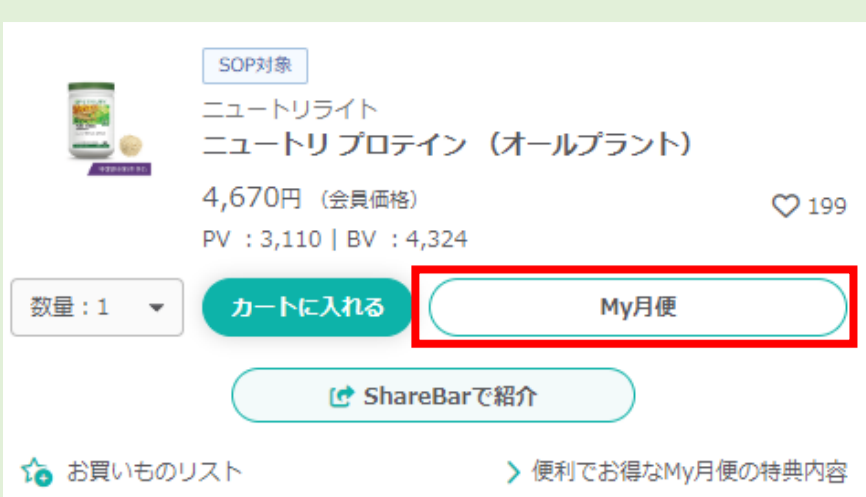 SOP対象
ニュートリライト
ニュートリ プロテイン（オールプラント）
4,670円（会員価格）
199
PV ：3,110 | BV ：4,324
数量：1
カートに入れる
My月便
ShareBarで紹介
お買いものリスト
便利でお得なMy月便の特典内容